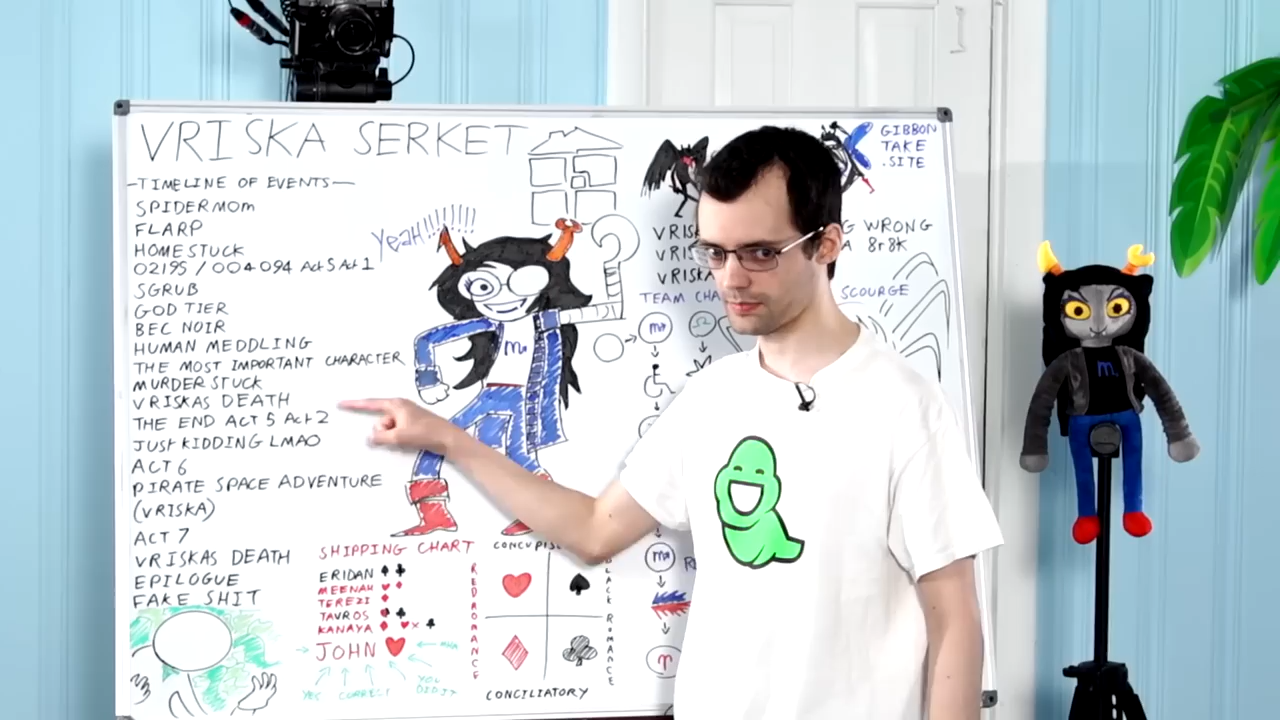 VRISKA SERKET
TIMELINE OF EVENTS
SPIDERMOM
FLARP
HOMESTUCK
02195 / 004094 Act 5 Act 1
SGRUB
GOD TIER
BEC NOIR
HUMAN MEDDLING
THE MOST IMPORTANT CHARACTER
MURDERSTUCK
VRISKAS DEATH
THE END ACT 5 Act 2
JUST KIDDING LMAO
ACT 6
PIRATE SPACE ADVENTURE
(VRISKA)
ACT 7
VRISKAS DEATH
EPILOGUE
FAKE SHIT
Yeah!!!!!!!!
m
GIBBON
TAKE
.SITE
WRONG
8r8k
TEAM
SCOURGE
SHIPPING CHART
ERIDAN ♠ ♣
MEENAH ♥ ♦
TEREZI ♦
TAVROS ♠ ♣
KANAYA ♦ ♥× ♠
JOHN ♥
YES
RED ROMANCE
BLACK ROMANCE
CONCILIATORY
m